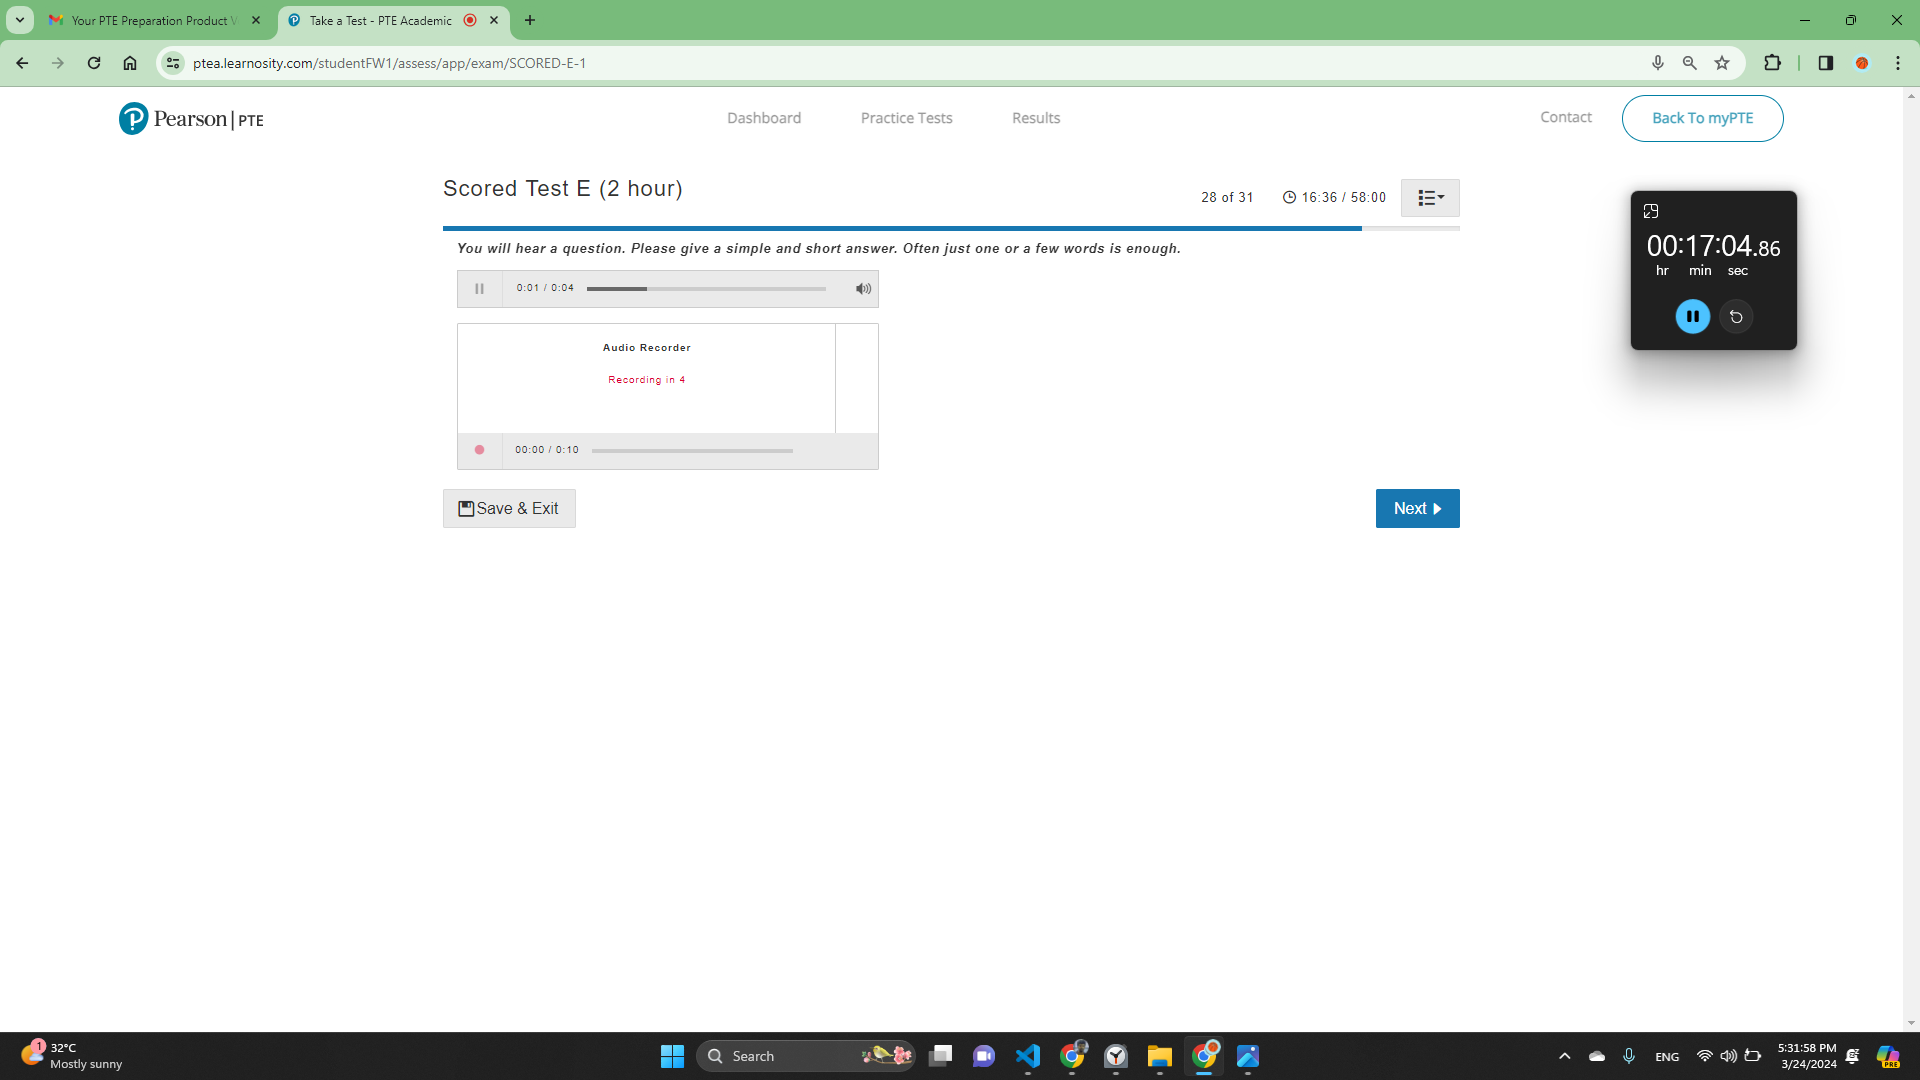 Your PTE Preparation Product V
Take a Test - PTE Academic
ptea.learnosity.com/studentFW1/assess/app/exam/SCORED-E-1
Pearson | PTE
Dashboard
Practice Tests
Results
Contact
Back To myPTE
Scored Test E (2 hour)
28 of 31
16:36 / 58:00
You will hear a question. Please give a simple and short answer. Often just one or a few words is enough.
0:01 / 0:04
Audio Recorder
Recording in 4
00:00 / 0:10
Save & Exit
Next
00:17:04.86
hr min sec
1
32°C
Mostly sunny
Search
ENG
5:31:58 PM
3/24/2024
PRE